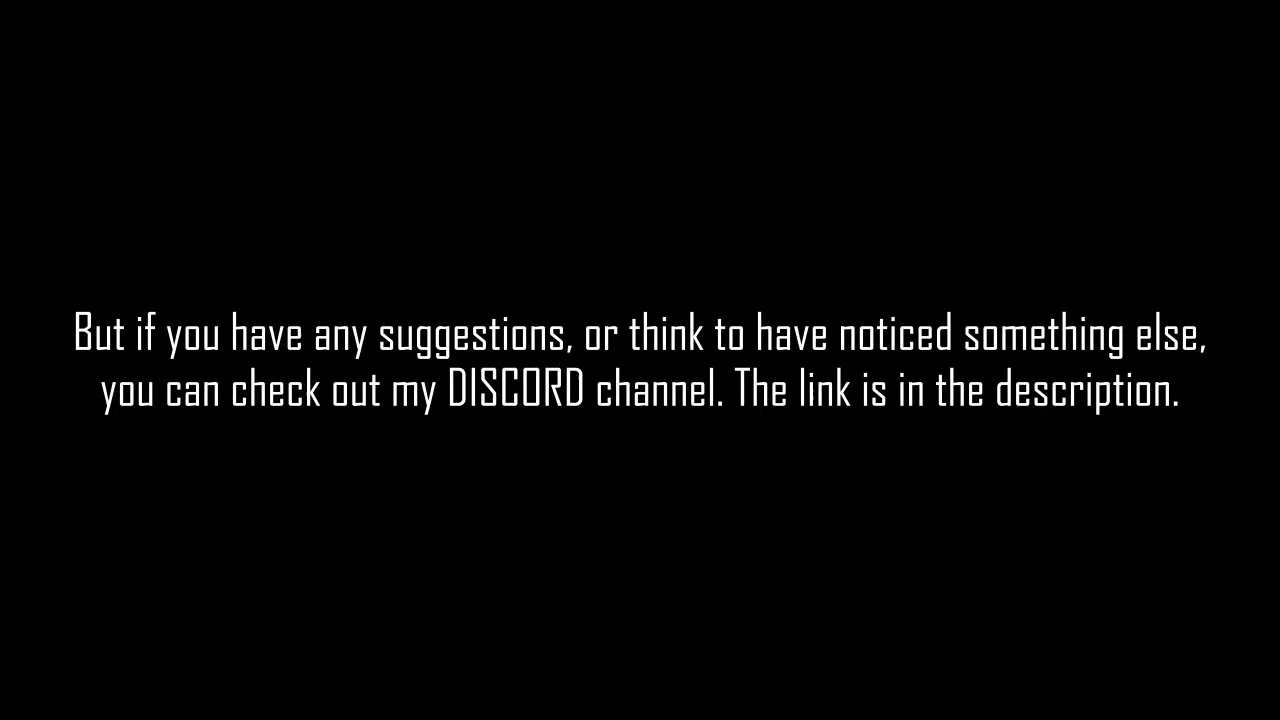 But if you have any suggestions, or think to have noticed something else,
you can check out my DISCORD channel. The link is in the description.